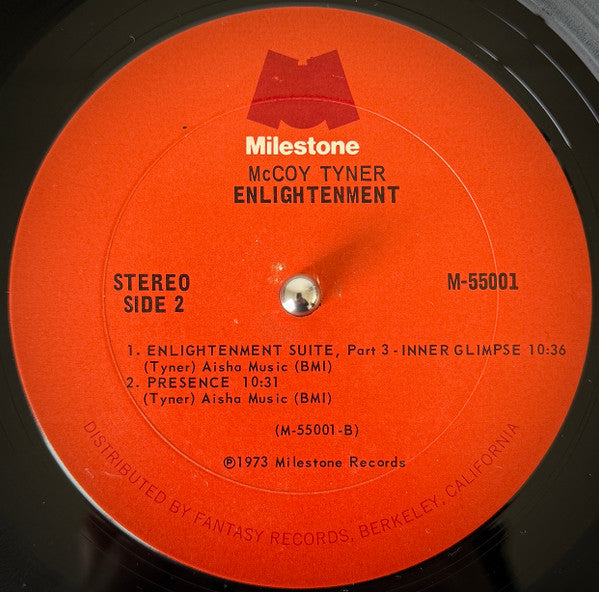 Milestone
McCOY TYNER
ENLIGHTENMENT
STEREO
SIDE 2
M-55001
1. ENLIGHTENMENT SUITE, Part 3 - INNER GLIMPSE 10:36
(Tyner) Aisha Music (BMI)
2. PRESENCE 10:31
(Tyner) Aisha Music (BMI)
(M-55001-B)
℗1973 Milestone Records
DISTRIBUTED BY FANTASY RECORDS, BERKELEY, CALIFORNIA